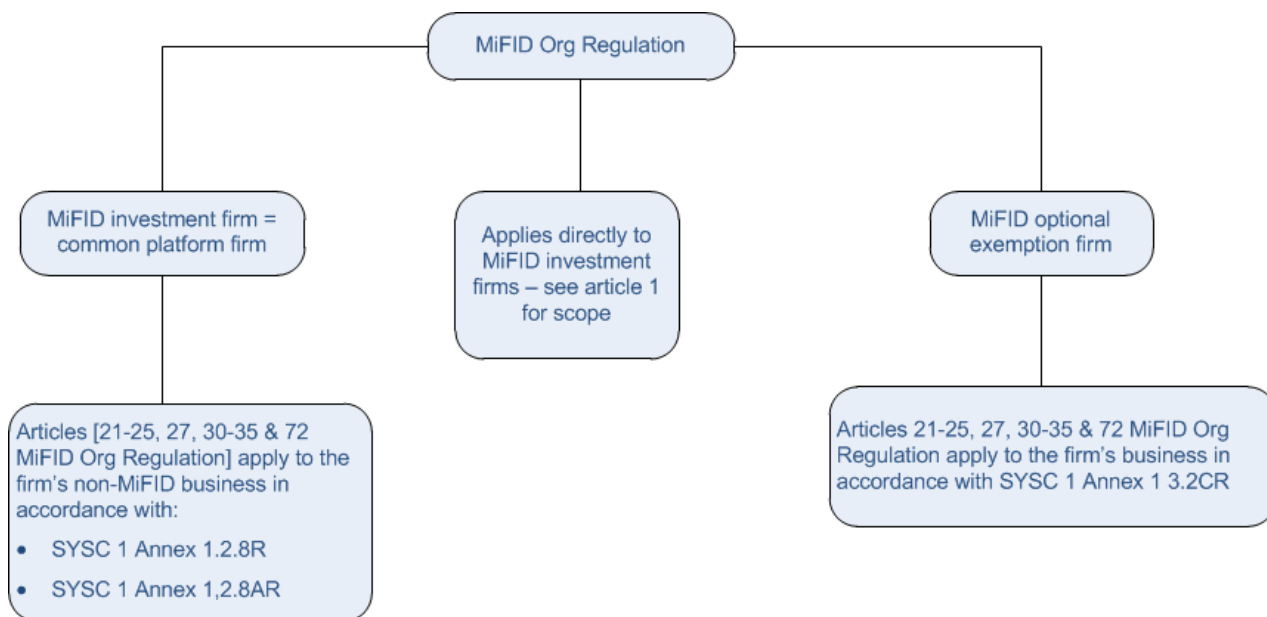 MiFID Org Regulation
MiFID investment firm =
common platform firm
Applies directly to
MiFID investment
firms – see article 1
for scope
MiFID optional
exemption firm
Articles [21-25, 27, 30-35 & 72
MiFID Org Regulation] apply to the
firm's non-MiFID business in
accordance with:
• SYSC 1 Annex 1.2.8R
• SYSC 1 Annex 1,2.8AR
Articles 21-25, 27, 30-35 & 72 MiFID Org
Regulation apply to the firm's business in
accordance with SYSC 1 Annex 1 3.2CR